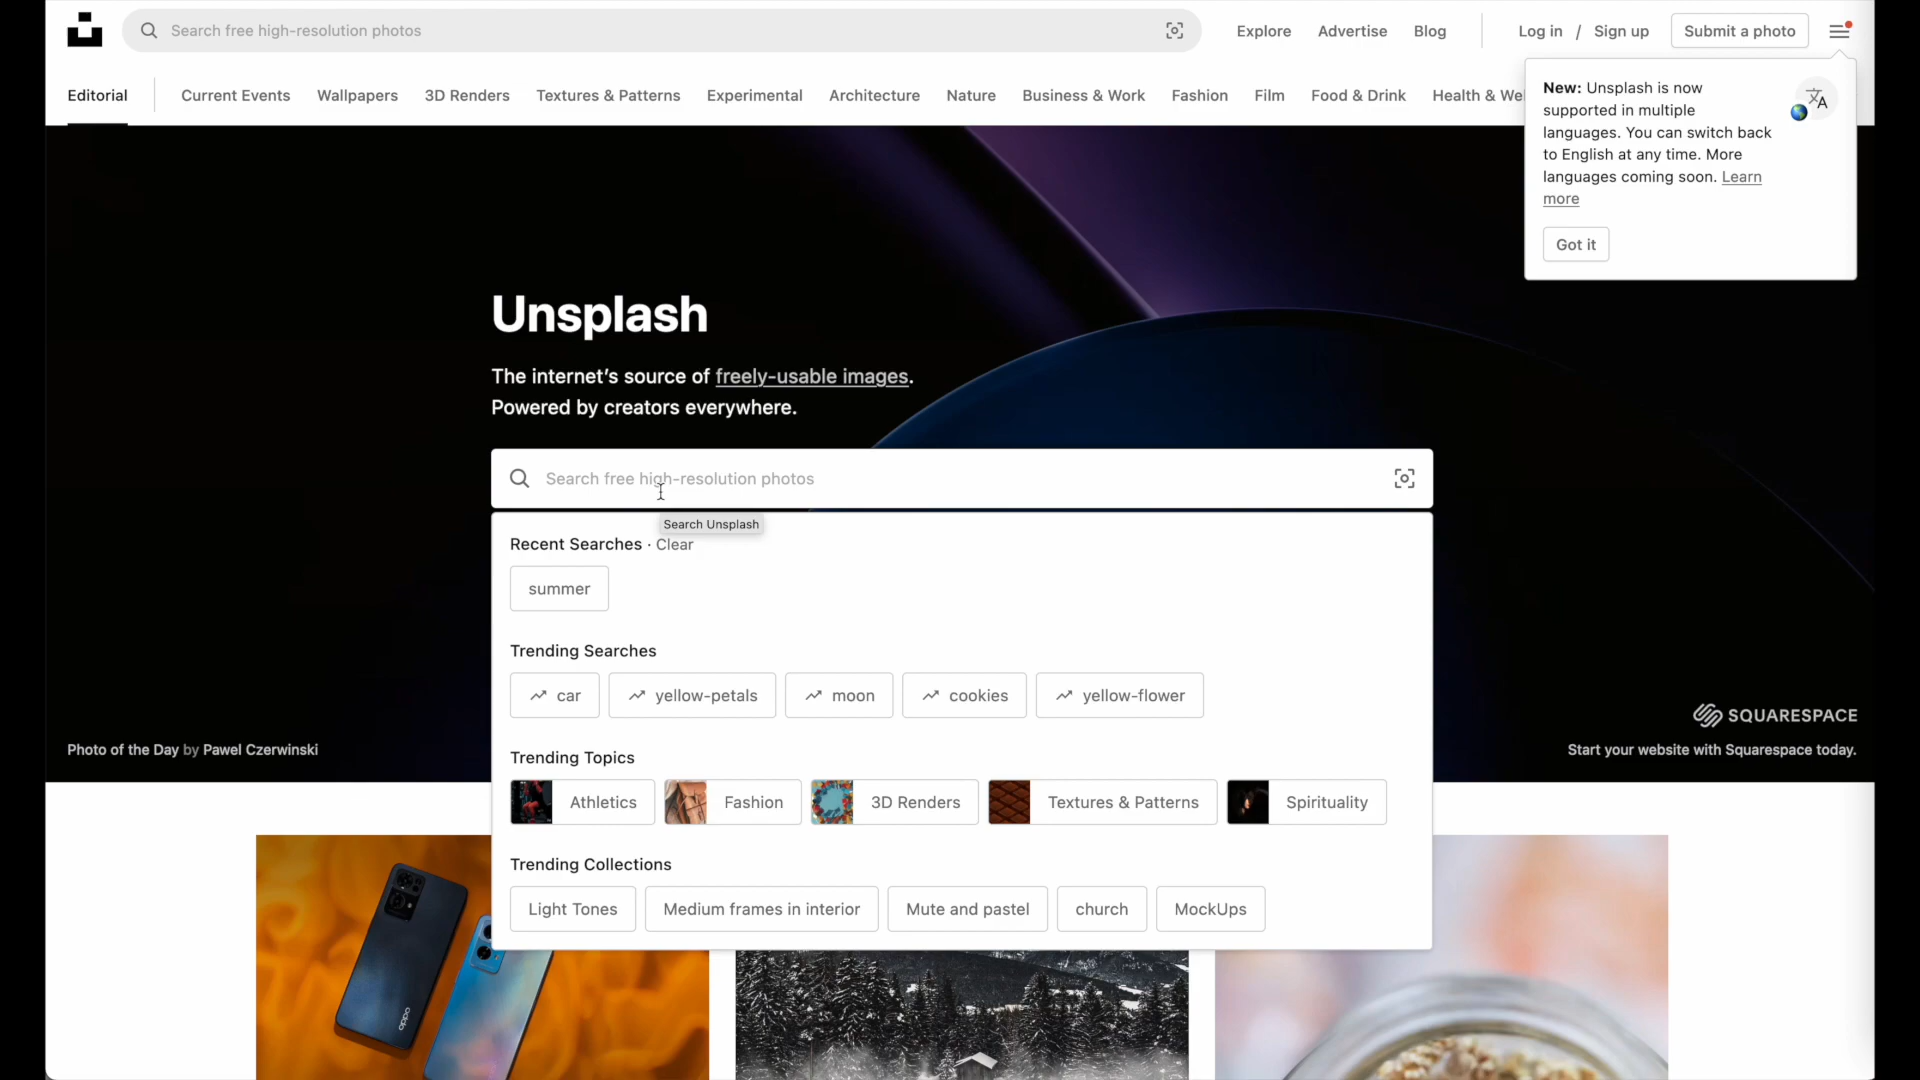 Search free high-resolution photos
Explore Advertise Blog
Log in / Sign up
Submit a photo
Editorial
Current Events Wallpapers 3D Renders Textures & Patterns Experimental Architecture Nature Business & Work Fashion Film Food & Drink Health &
New: Unsplash is now
supported in multiple
languages. You can switch back
to English at any time. More
languages coming soon. Learn
more
Got it
Unsplash
The internet's source of freely-usable images.
Powered by creators everywhere.
Search free high-resolution photos
Search Unsplash
Recent Searches · Clear
summer
Trending Searches
car yellow-petals moon cookies yellow-flower
Trending Topics
Athletics Fashion 3D Renders Textures & Patterns Spirituality
Trending Collections
Light Tones Medium frames in interior Mute and pastel church MockUps
Photo of the Day by Pawel Czerwinski
SQUARESPACE
Start your website with Squarespace today.
oppo